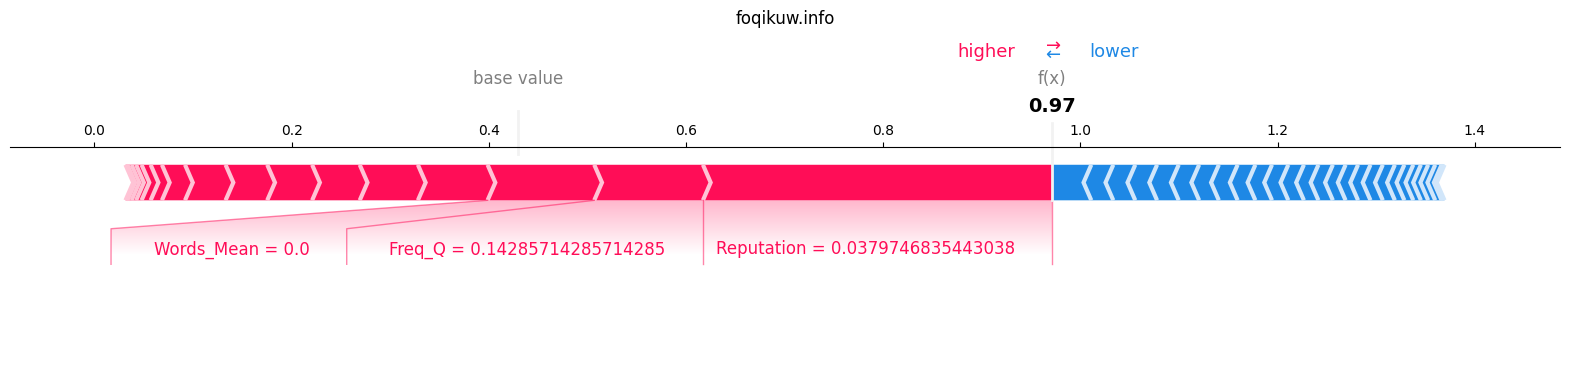 foqikuw.info
higher ⇄ lower
base value f(x)
0.97
0.0 0.2 0.4 0.6 0.8 1.0 1.2 1.4
Words_Mean = 0.0 Freq_Q = 0.14285714285714285 Reputation = 0.0379746835443038